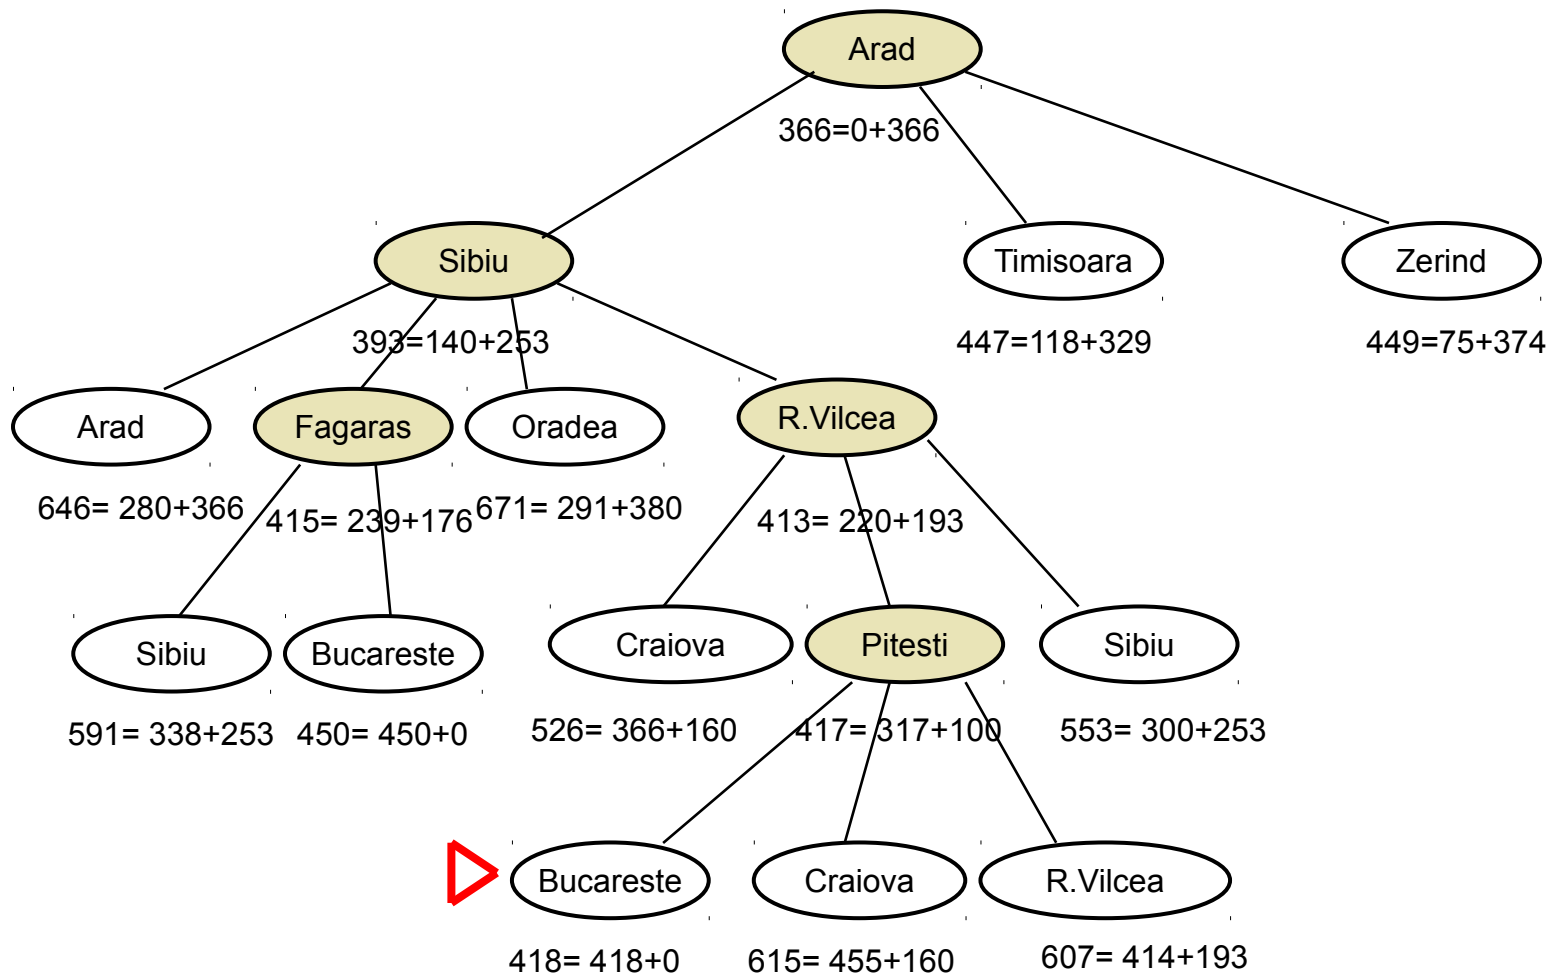 Arad
366=0+366
Sibiu
Timisoara
Zerind
393=140+253
447=118+329
449=75+374
Arad
Fagaras
Oradea
R.Vilcea
646= 280+366
415= 239+176
671= 291+380
413= 220+193
Sibiu
Bucareste
Craiova
Pitesti
Sibiu
591= 338+253
450= 450+0
526= 366+160
417= 317+100
553= 300+253
Bucareste
Craiova
R.Vilcea
418= 418+0
615= 455+160
607= 414+193